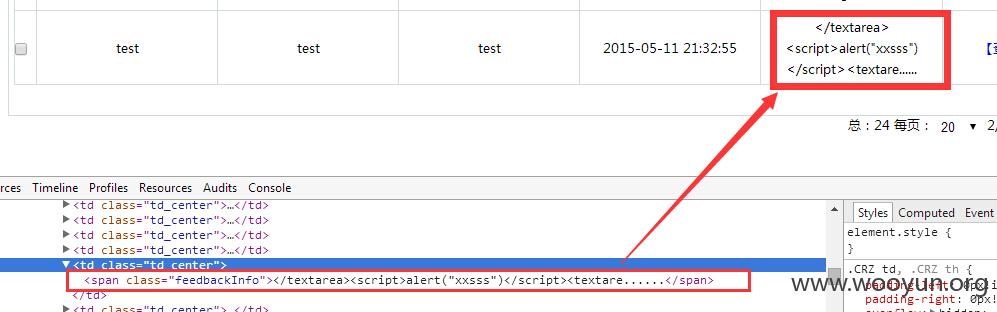 </textarea>
test test test 2015-05-11 21:32:55 <script>alert("xxsss")
</script><textare......
总：24 每页： 20 ▼ 2
rces Timeline Profiles Resources Audits Console
▶<td class="td_center">…</td>
▶<td class="td_center">…</td>
▶<td class="td_center">…</td>
▶<td class="td_center">…</td>
▼<td class="td_center">
<span class="feedbackInfo"></textarea><script>alert("xxsss")</script><textare......</span>
</td>
▶<td class="td_center">…</td>
Styles Computed Event
element.style {
}
.CRZ td, .CRZ th {
padding-left: 0px!i
padding-right: 0px!
www.wooyun.org